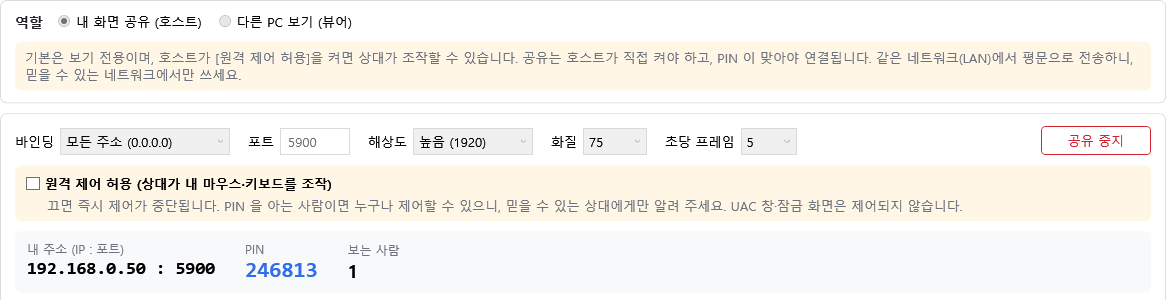 역할 내 화면 공유 (호스트) 다른 PC 보기 (뷰어)
기본은 보기 전용이며, 호스트가 [원격 제어 허용]을 켜면 상대가 조작할 수 있습니다. 공유는 호스트가 직접 켜야 하고, PIN 이 맞아야 연결됩니다. 같은 네트워크(LAN)에서 평문으로 전송하니,
믿을 수 있는 네트워크에서만 쓰세요.
바인딩 모든 주소 (0.0.0.0) 포트 5900 해상도 높음 (1920) 화질 75 초당 프레임 5 공유 중지
원격 제어 허용 (상대가 내 마우스·키보드를 조작)
끄면 즉시 제어가 중단됩니다. PIN 을 아는 사람이면 누구나 제어할 수 있으니, 믿을 수 있는 상대에게만 알려 주세요. UAC 창·잠금 화면은 제어되지 않습니다.
내 주소 (IP : 포트) PIN 보는 사람
192.168.0.50 : 5900 246813 1